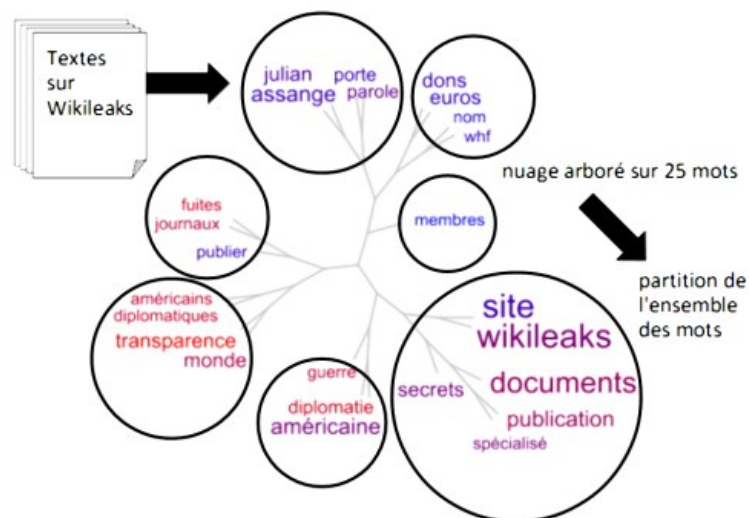 Textes
sur
Wikileaks
julian porte
assange parole
dons
euros
nom
whf
nuage arboré sur 25 mots
fuites
journaux
publier
membres
partition de
l'ensemble
des mots
américains
diplomatiques
transparence
monde
site
wikileaks
secrets
documents
publication
spécialisé
guerre
diplomatie
américaine